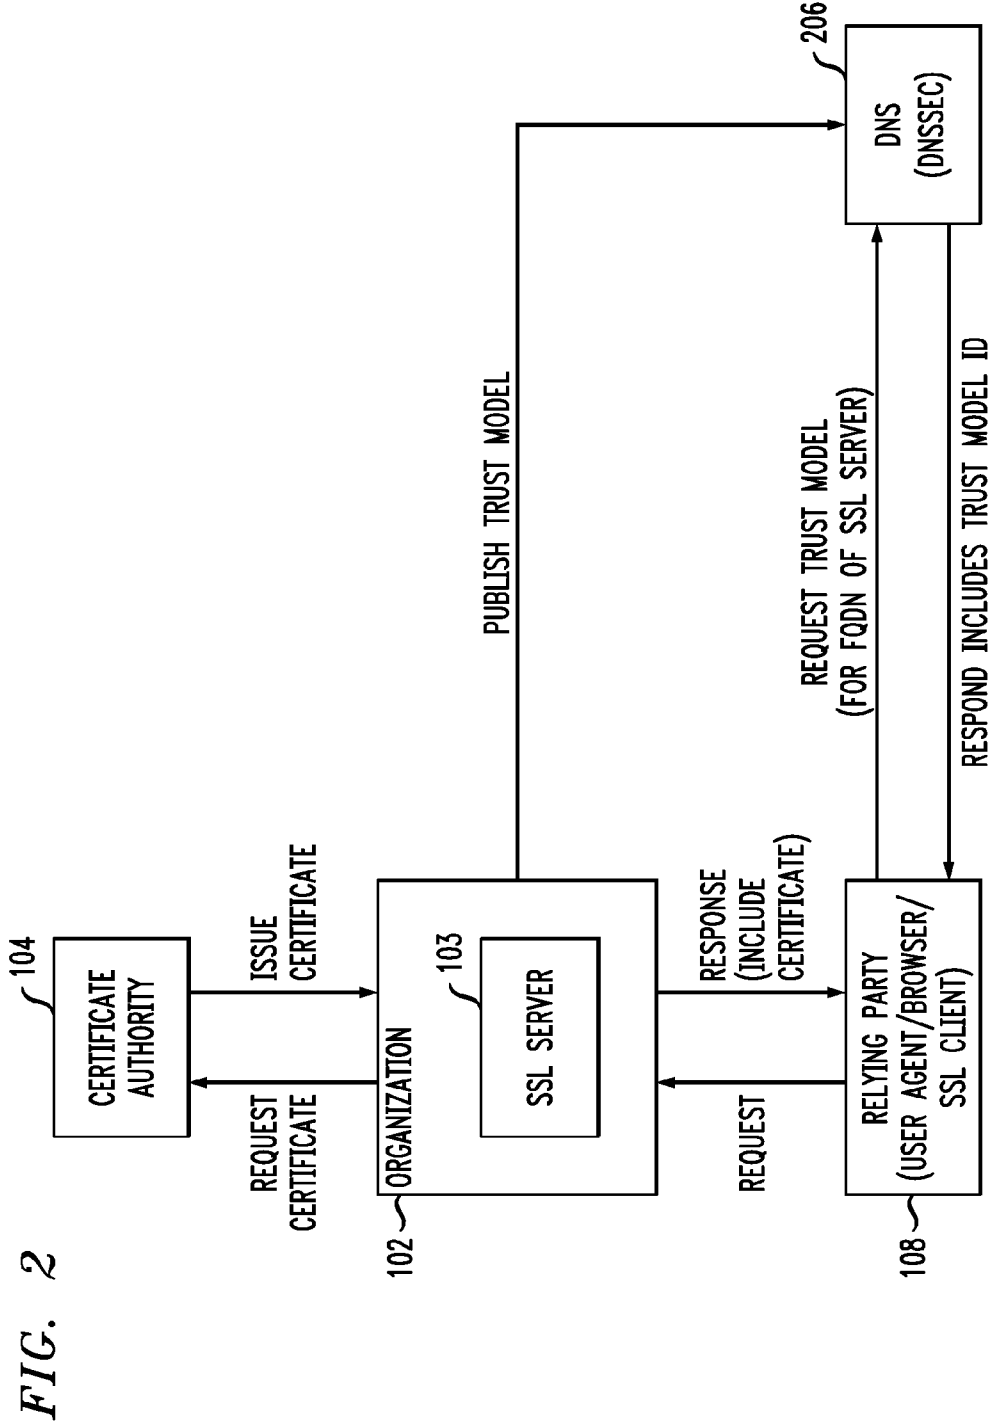 FIG. 2
104
CERTIFICATE
AUTHORITY
REQUEST
CERTIFICATE
ISSUE
CERTIFICATE
102
ORGANIZATION
103
SSL SERVER
PUBLISH TRUST MODEL
REQUEST
RESPONSE
(INCLUDE
CERTIFICATE)
108
RELYING PARTY
(USER AGENT/BROWSER/
SSL CLIENT)
REQUEST TRUST MODEL
(FOR FQDN OF SSL SERVER)
RESPOND INCLUDES TRUST MODEL ID
206
DNS
(DNSSEC)